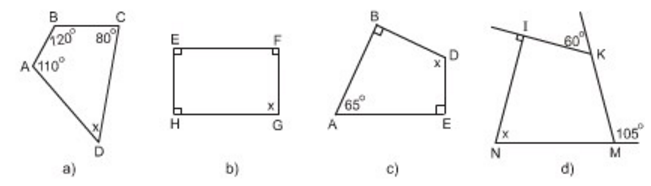 B C
120° 80°
A 110°
x
D
a)
E F
H x G
b)
B
D
x
65°
A E
c)
I
60°
K
x
105°
N M
d)